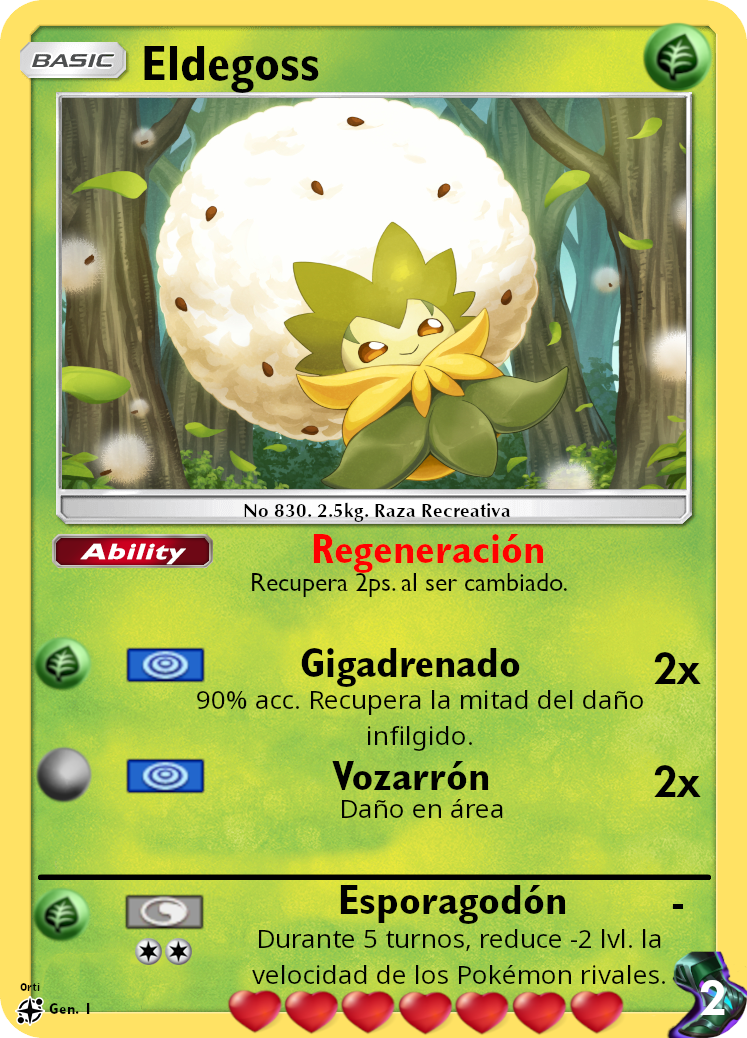 BASIC Eldegoss
No 830. 2.5kg. Raza Recreativa
Ability Regeneración
Recupera 2ps. al ser cambiado.
Gigadrenado 2x
90% acc. Recupera la mitad del daño
infilgido.
Vozarrón 2x
Daño en área
Esporagodón -
Durante 5 turnos, reduce -2 lvl. la
velocidad de los Pokémon rivales.
Orti
Gen. 1
2